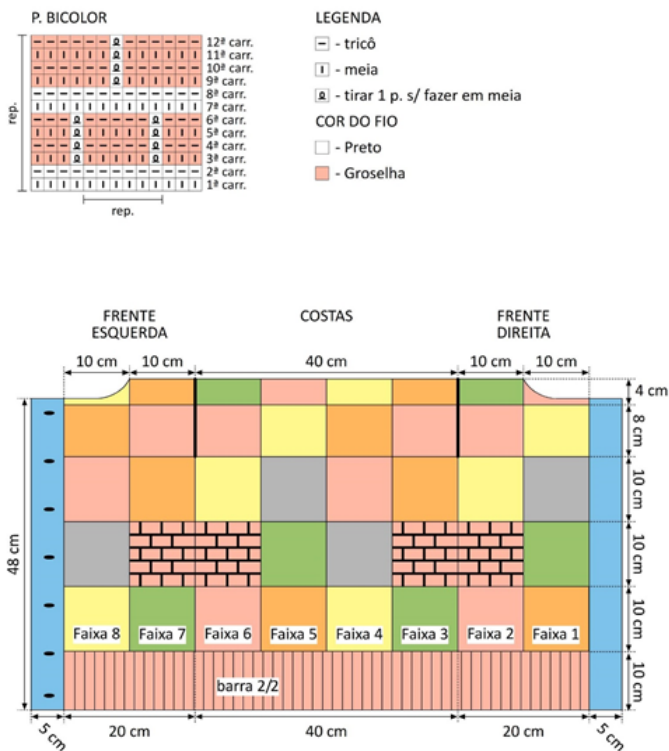 P. BICOLOR
12ª carr.
11ª carr.
10ª carr.
9ª carr.
8ª carr.
7ª carr.
6ª carr.
5ª carr.
4ª carr.
3ª carr.
2ª carr.
1ª carr.
rep.
rep.
LEGENDA
- tricô
- meia
- tirar 1 p. s/ fazer em meia
COR DO FIO
- Preto
- Groselha
FRENTE
ESQUERDA
COSTAS
FRENTE
DIREITA
10 cm
10 cm
40 cm
10 cm
10 cm
4 cm
8 cm
10 cm
10 cm
10 cm
10 cm
48 cm
Faixa 8
Faixa 7
Faixa 6
Faixa 5
Faixa 4
Faixa 3
Faixa 2
Faixa 1
barra 2/2
5 cm
20 cm
40 cm
20 cm
5 cm